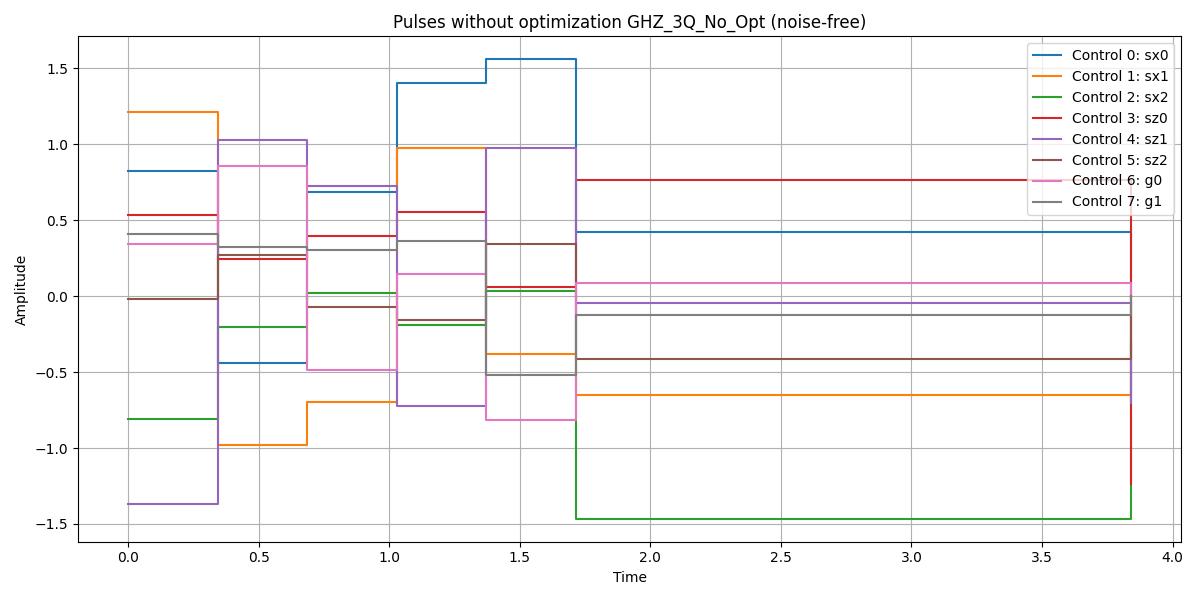 Pulses without optimization GHZ_3Q_No_Opt (noise-free)
Control 0: sx0
Control 1: sx1
Control 2: sx2
Control 3: sz0
Control 4: sz1
Control 5: sz2
Control 6: g0
Control 7: g1
Amplitude
1.5
1.0
0.5
0.0
−0.5
−1.0
−1.5
0.0 0.5 1.0 1.5 2.0 2.5 3.0 3.5 4.0
Time